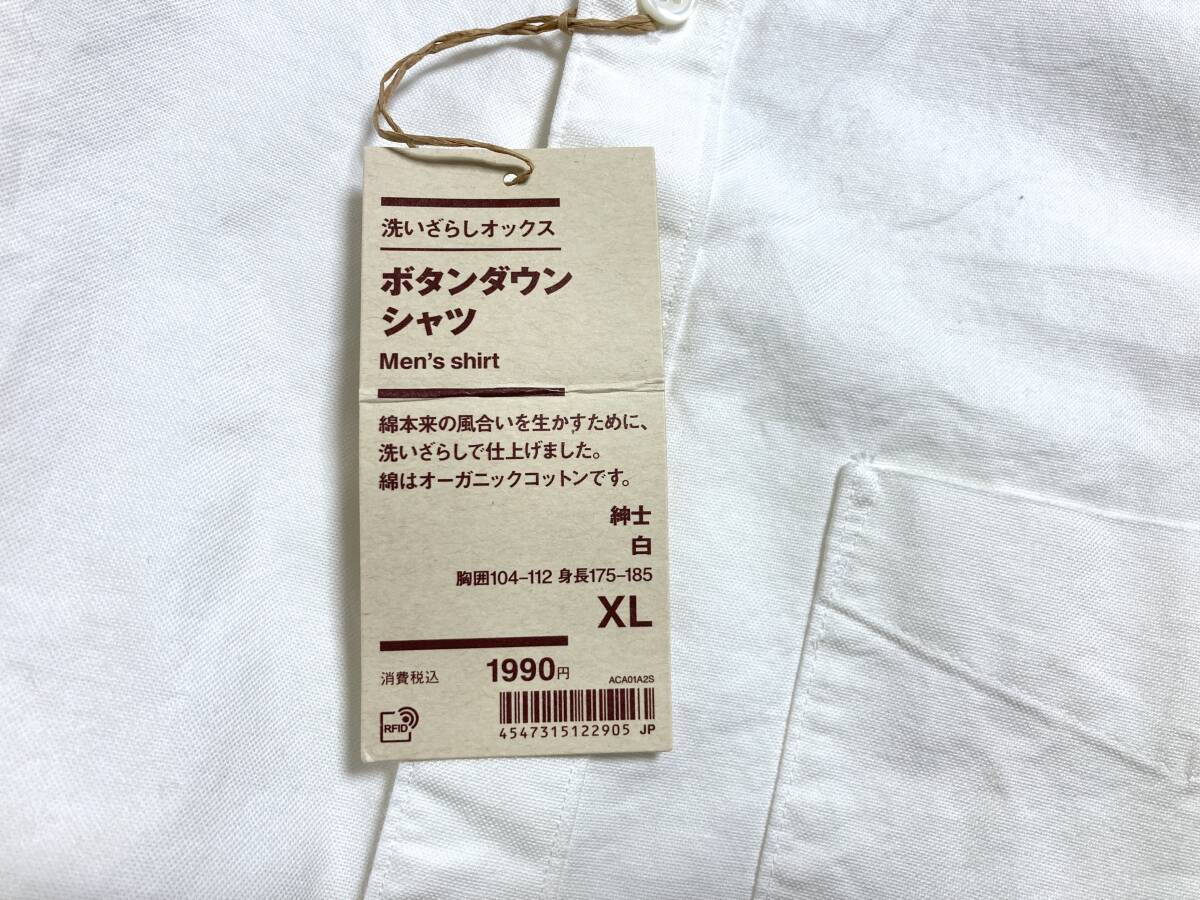 洗いざらしオックス
ボタンダウン
シャツ
Men's shirt
綿本来の風合いを生かすために、
洗いざらしで仕上げました。
綿はオーガニックコットンです。
紳士
白
胸囲104–112 身長175–185
XL
消費税込 1990円
ACA01A2S
RFID
4547315122905 JP